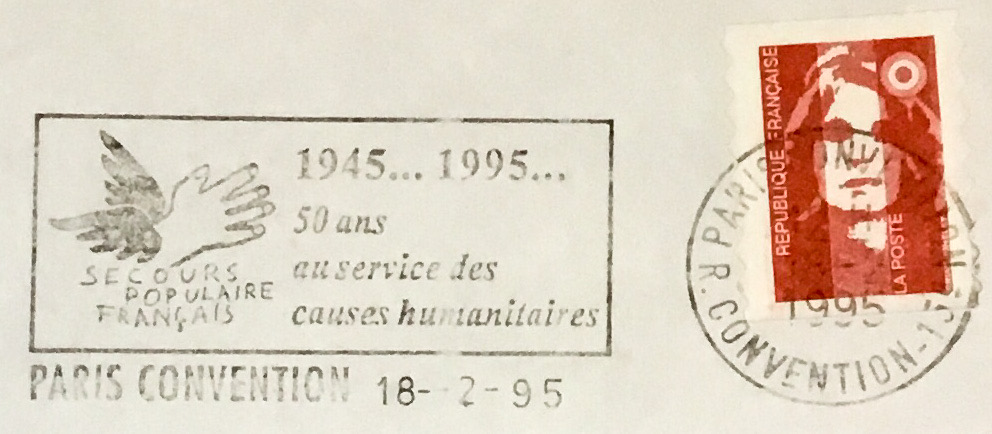 1945... 1995...
50 ans
au service des
causes humanitaires
SECOURS
POPULAIRE
FRANÇAIS
PARIS CONVENTION 18- 2-95
REPUBLIQUE FRANÇAISE
LA POSTE
PARIS
1995
R. CONVENTION-15